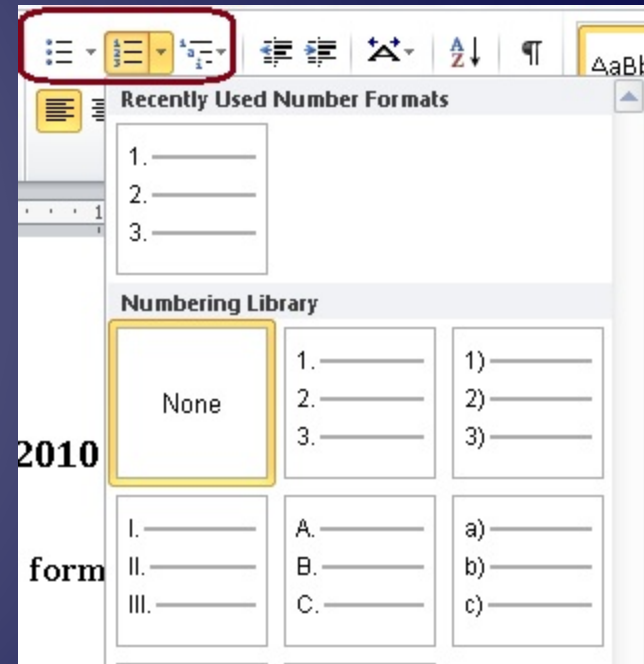 AaBb
Recently Used Number Formats
1.
2.
3.
1
Numbering Library
None
1.
2.
3.
1)
2)
3)
2010
I.
II.
III.
A.
B.
C.
a)
b)
c)
form